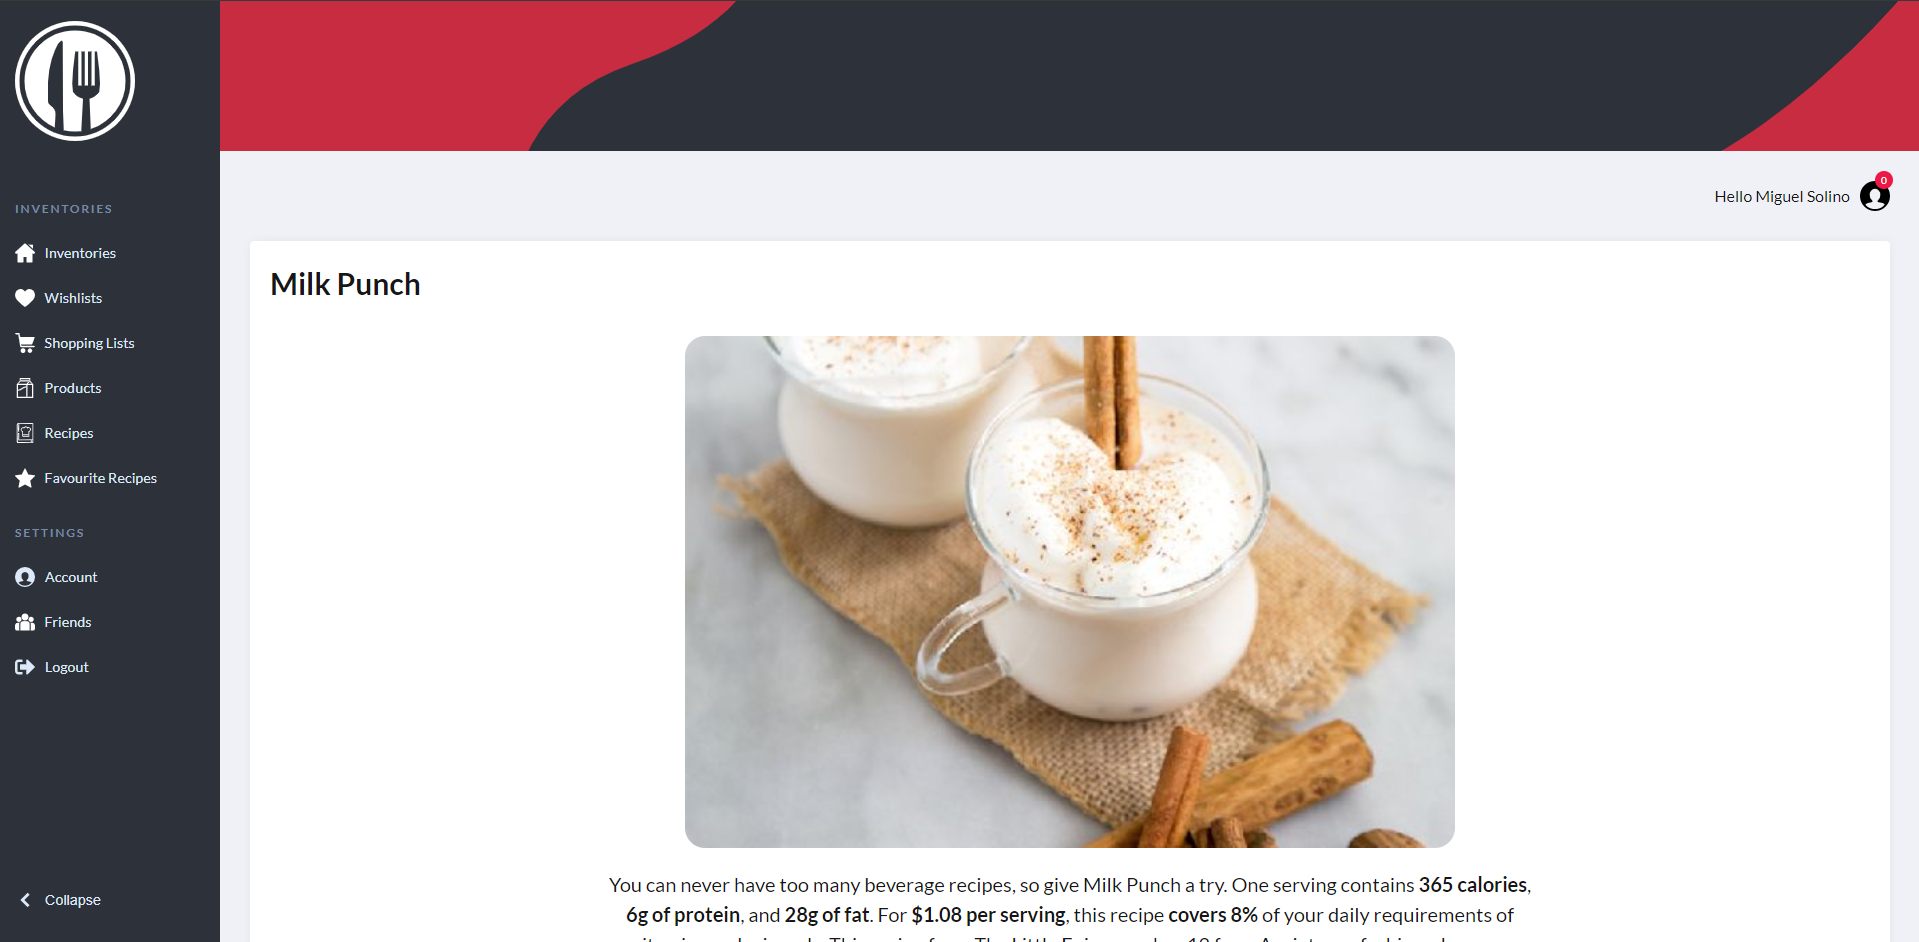 INVENTORIES
Inventories
Wishlists
Shopping Lists
Products
Recipes
Favourite Recipes
SETTINGS
Account
Friends
Logout
Collapse
0
Hello Miguel Solino
Milk Punch
You can never have too many beverage recipes, so give Milk Punch a try. One serving contains 365 calories,
6g of protein, and 28g of fat. For $1.08 per serving, this recipe covers 8% of your daily requirements of